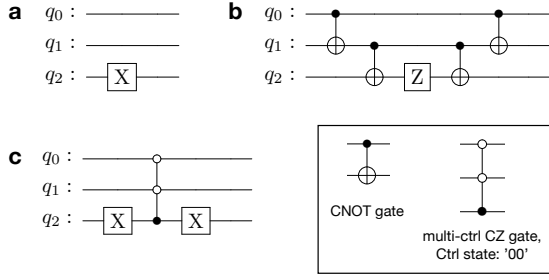 a
q₀ :
q₁ :
q₂ : X
b
q₀ :
q₁ :
q₂ : Z
c
q₀ :
q₁ :
q₂ : X X
CNOT gate
multi-ctrl CZ gate,
Ctrl state: '00'